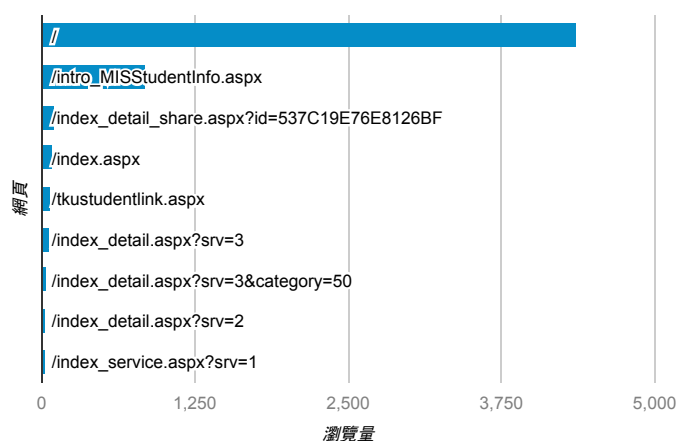 /
/intro_MISStudentInfo.aspx
/index_detail_share.aspx?id=537C19E76E8126BF
/index.aspx
/tkustudentlink.aspx
/index_detail.aspx?srv=3
/index_detail.aspx?srv=3&category=50
/index_detail.aspx?srv=2
/index_service.aspx?srv=1
網頁
0 1,250 2,500 3,750 5,000
瀏覽量